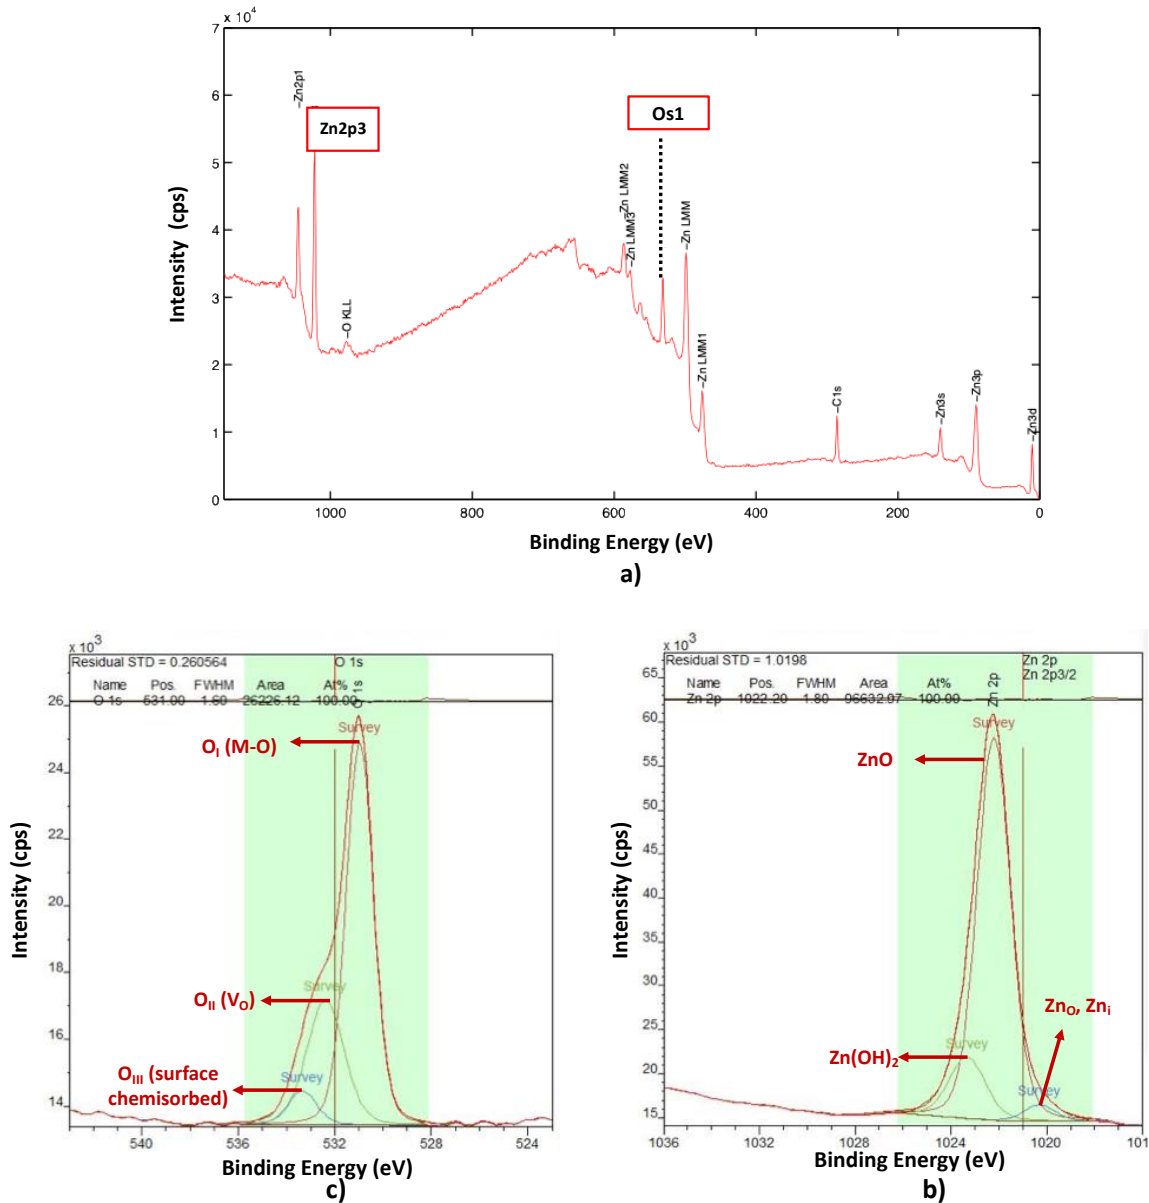 x 10⁴
7
6
5
4
3
2
1
0
Intensity (cps)
Zn2p1
Zn2p3
O KLL
Zn LMM2
Zn LMM3
Os1
Zn LMM
Zn LMM1
C1s
Zn3s
Zn3p
Zn3d
1000 800 600 400 200 0
Binding Energy (eV)
a)
x 10³
Residual STD = 0.260564
O 1s
Name Pos. FWHM Area At%
O 1s 531.00 1.60 26226.12 100.00
O 1s
26
24
22
20
18
16
14
Intensity (cps)
Survey
O_I (M-O)
Survey
O_II (V_O)
Survey
O_III (surface
chemisorbed)
540 536 532 528 524
Binding Energy (eV)
c)
x 10³
Residual STD = 1.0198
Zn 2p
Zn 2p3/2
Name Pos. FWHM Area At%
Zn 2p 1022.20 1.80 96632.97 100.00
Zn 2p
65
60
55
50
45
40
35
30
25
20
15
Intensity (cps)
Survey
ZnO
Zn_O, Zn_i
Survey
Zn(OH)₂
Survey
1036 1032 1028 1024 1020 101
Binding Energy (eV)
b)